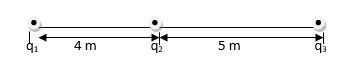 q₁ 4 m q₂ 5 m q₃